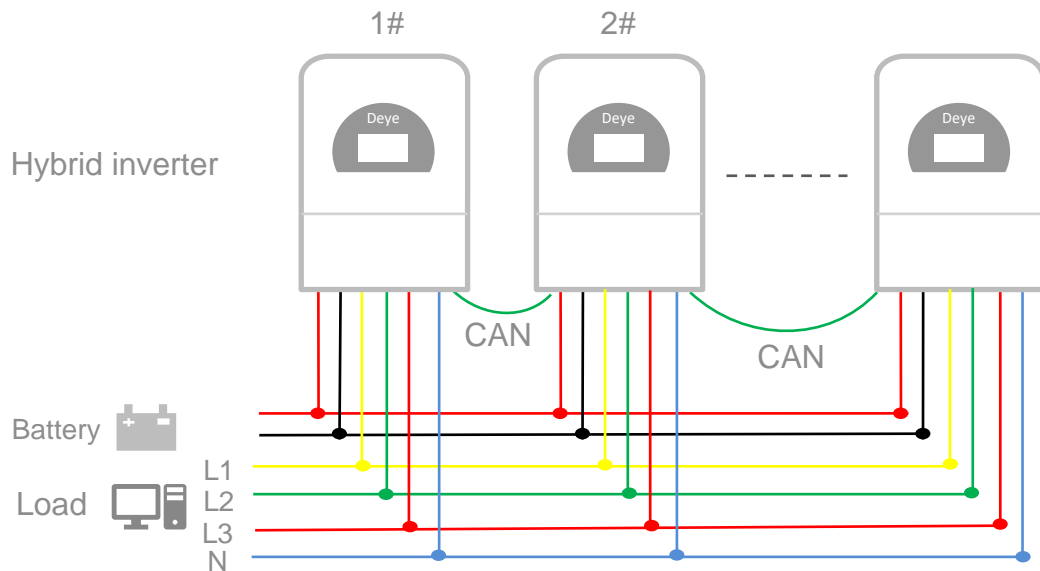 1#
2#
Deye
Deye
Deye
Hybrid inverter
CAN
CAN
Battery
L1
Load
L2
L3
N